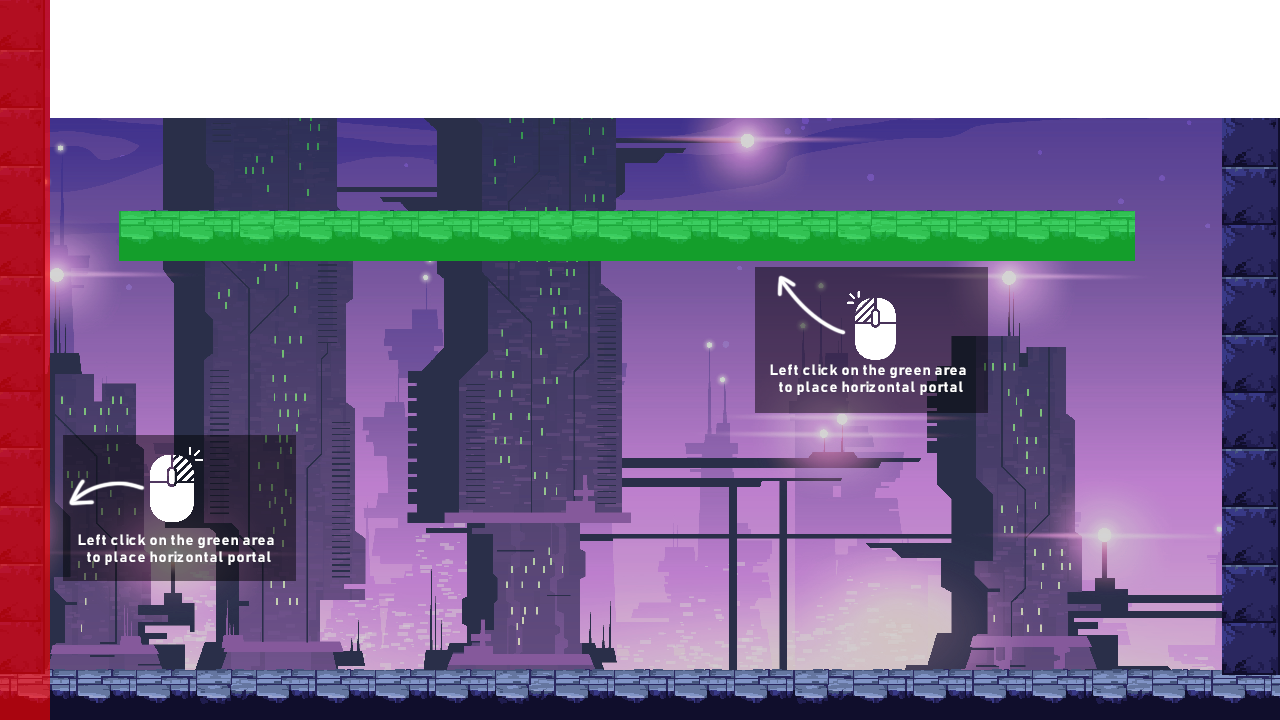 Left click on the green area
to place horizontal portal
Left click on the green area
to place horizontal portal